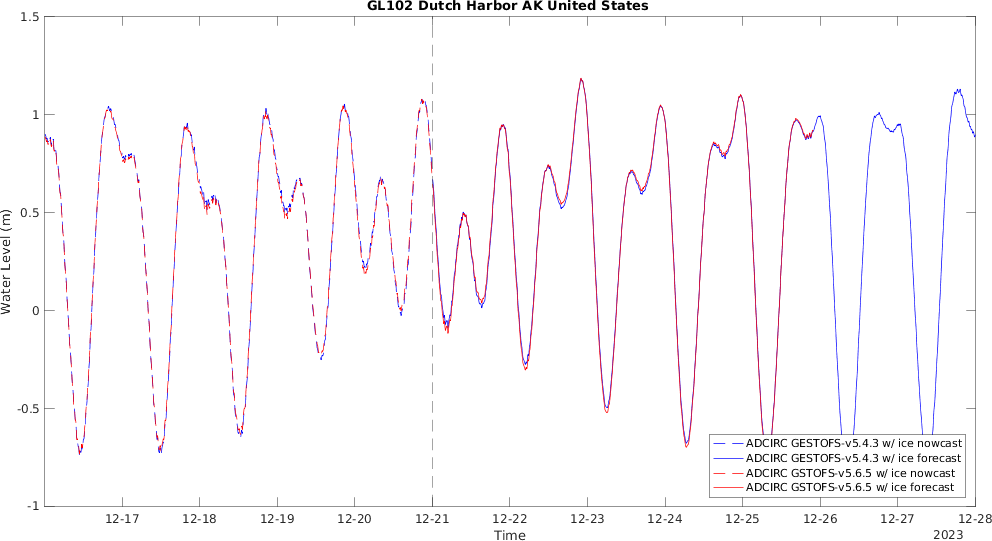 GL102 Dutch Harbor AK United States
1.5
1
0.5
0
-0.5
-1
Water Level (m)
ADCIRC GESTOFS-v5.4.3 w/ ice nowcast
ADCIRC GESTOFS-v5.4.3 w/ ice forecast
ADCIRC GSTOFS-v5.6.5 w/ ice nowcast
ADCIRC GSTOFS-v5.6.5 w/ ice forecast
12-17 12-18 12-19 12-20 12-21 12-22 12-23 12-24 12-25 12-26 12-27 12-28
Time
2023